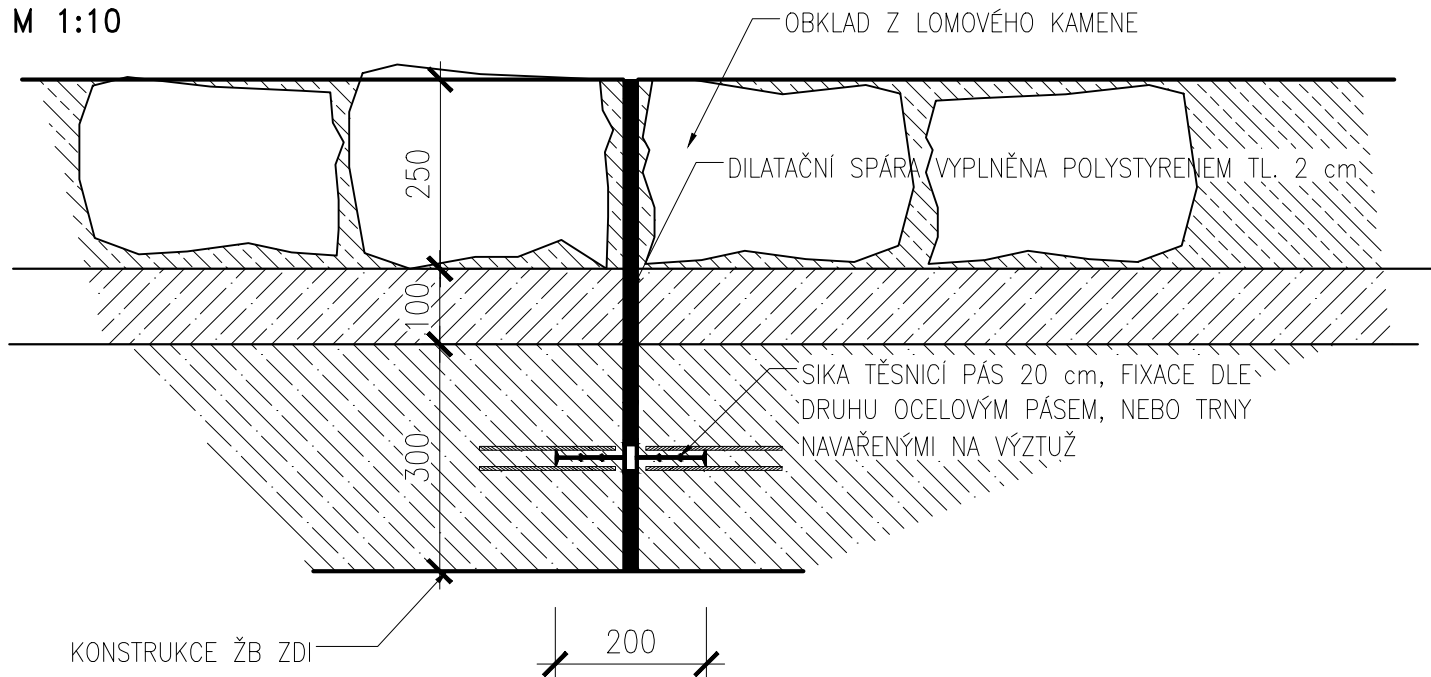 M 1:10
OBKLAD Z LOMOVÉHO KAMENE
250
DILATAČNÍ SPÁRA VYPLNĚNA POLYSTYRENEM TL. 2 cm
100
SIKA TĚSNICÍ PÁS 20 cm, FIXACE DLE
DRUHU OCELOVÝM PÁSEM, NEBO TRNY
NAVAŘENÝMI NA VÝZTUŽ
300
200
KONSTRUKCE ŽB ZDI